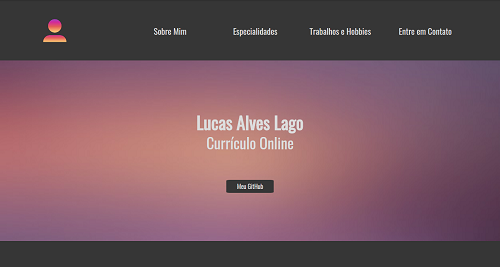 Sobre Mim
Especialidades
Trabalhos e Hobbies
Entre em Contato
Lucas Alves Lago
Currículo Online
Meu GitHub